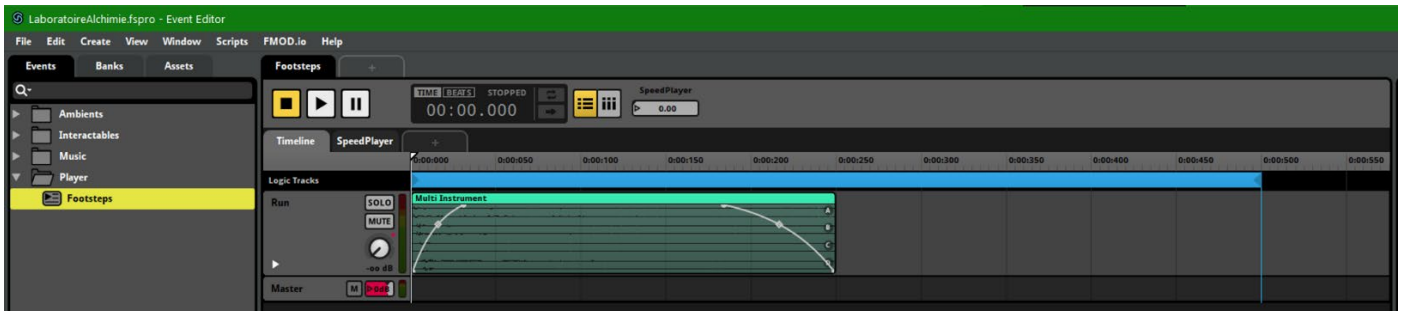 LaboratoireAlchimie.fspro - Event Editor
File Edit Create View Window Scripts FMOD.io Help
Events Banks Assets Footsteps +
TIME BEATS STOPPED SpeedPlayer
00:00.000 0.00
Ambients
Interactables
Timeline SpeedPlayer +
Music
0:00:000 0:00:050 0:00:100 0:00:150 0:00:200 0:00:250 0:00:300 0:00:350 0:00:400 0:00:450 0:00:500 0:00:550
Player
Logic Tracks
Footsteps
Run SOLO Multi Instrument
A
MUTE
B
C
-oo dB
D
Master M